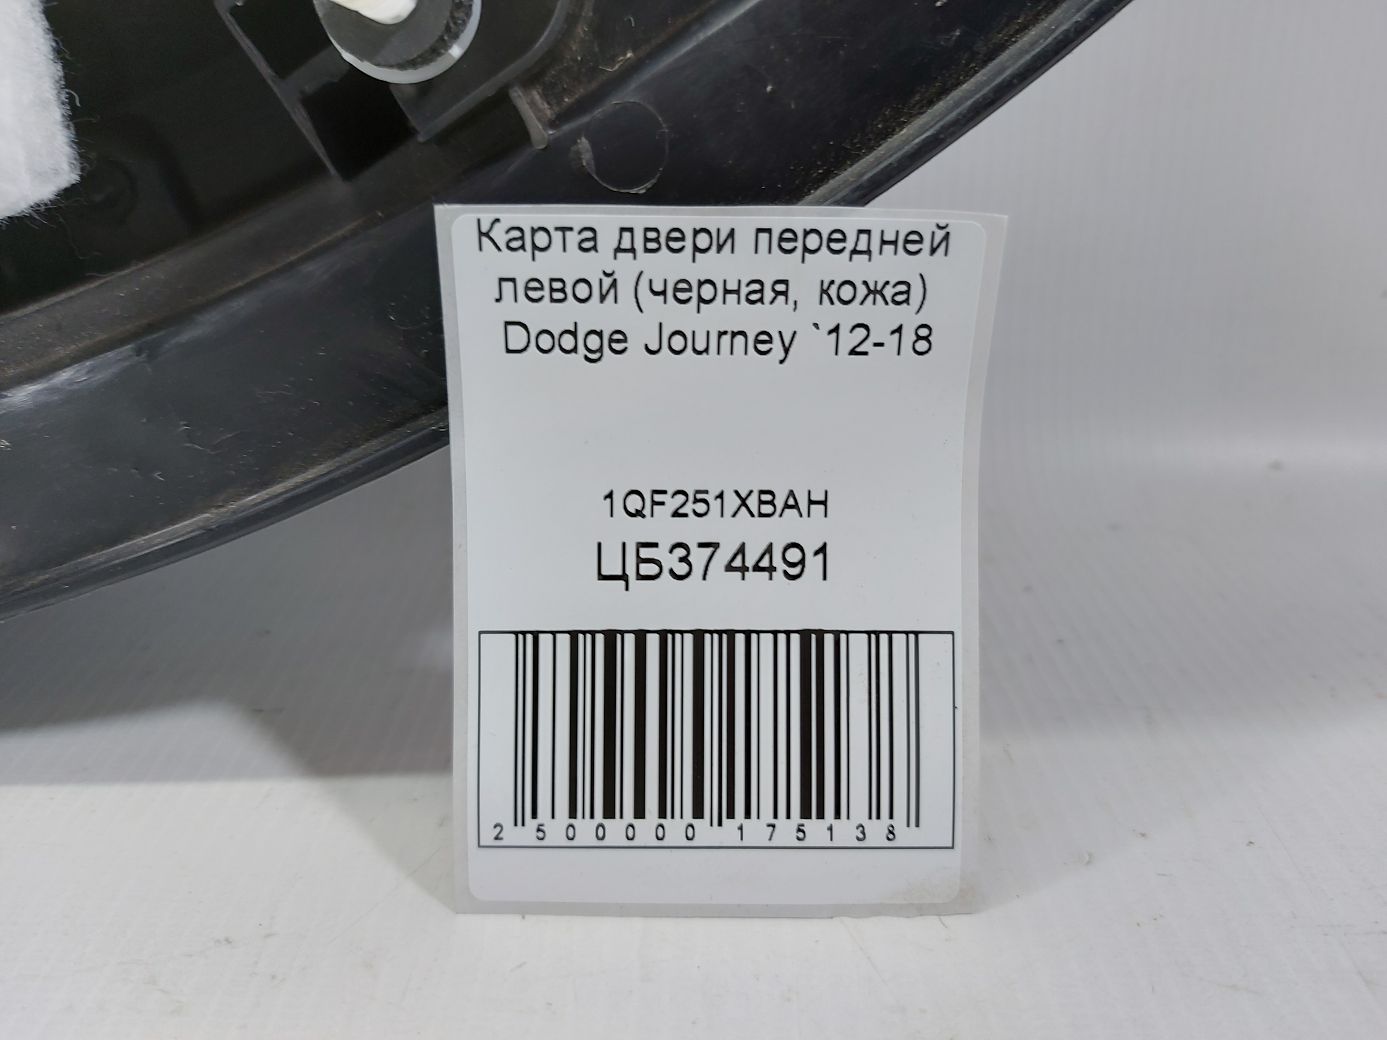 Карта двери передней
левой (черная, кожа)
Dodge Journey `12-18
1QF251XBAH
ЦБ374491
2 500000 175138